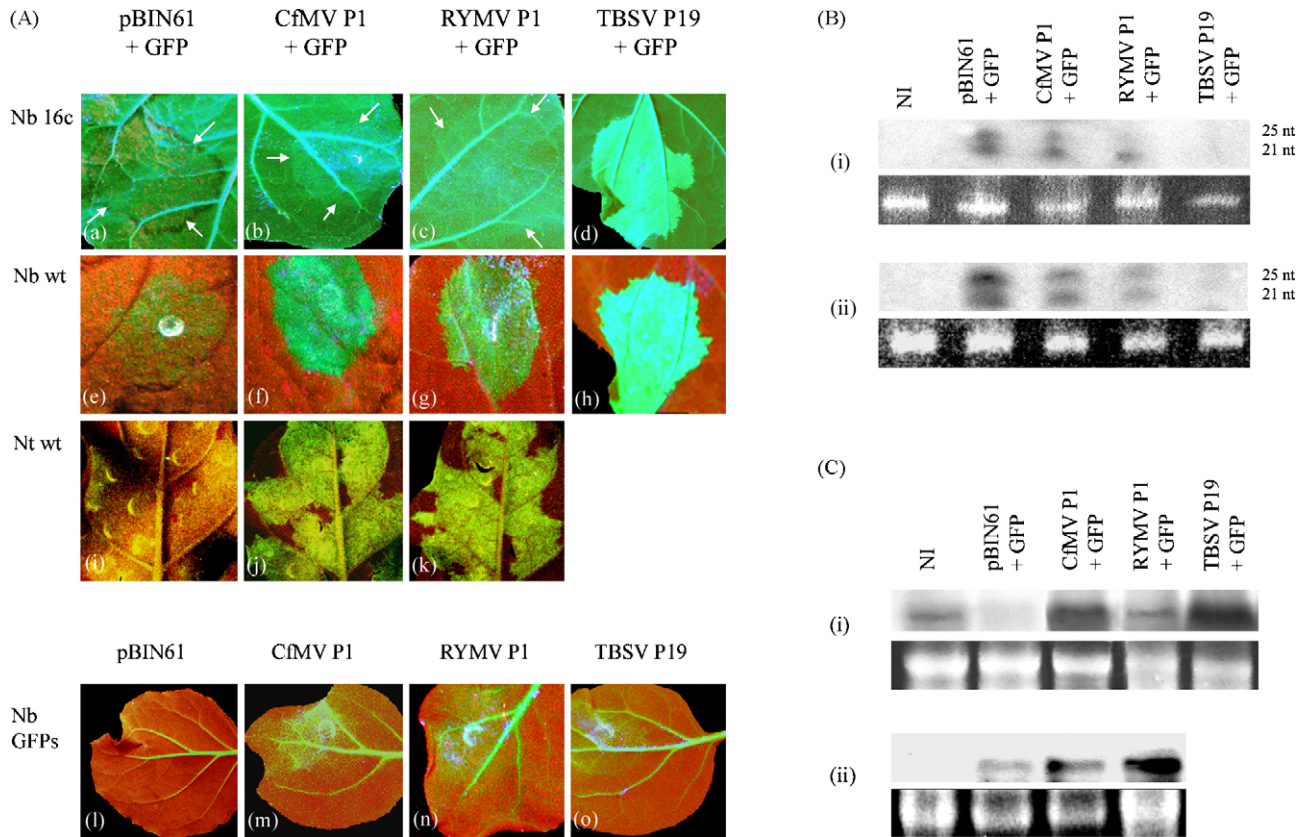 (A)
pBIN61 + GFP
CfMV P1 + GFP
RYMV P1 + GFP
TBSV P19 + GFP
Nb 16c
(a)
(b)
(c)
(d)
Nb wt
(e)
(f)
(g)
(h)
Nt wt
(i)
(j)
(k)
pBIN61
CfMV P1
RYMV P1
TBSV P19
Nb GFPs
(l)
(m)
(n)
(o)
(B)
NI
pBIN61 + GFP
CfMV P1 + GFP
RYMV P1 + GFP
TBSV P19 + GFP
(i)
25 nt
21 nt
(ii)
25 nt
21 nt
(C)
NI
pBIN61 + GFP
CfMV P1 + GFP
RYMV P1 + GFP
TBSV P19 + GFP
(i)
(ii)